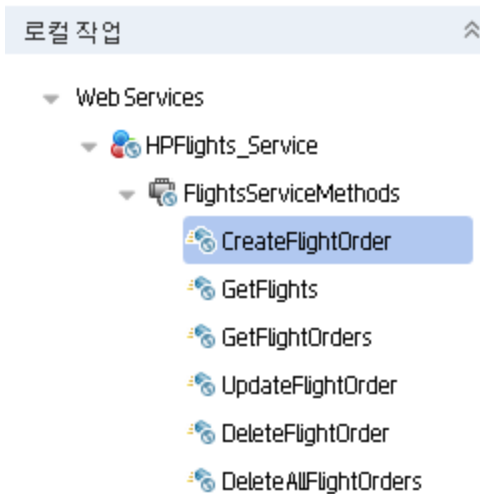 로컬 작업
Web Services
HPFlights_Service
FlightsServiceMethods
CreateFlightOrder
GetFlights
GetFlightOrders
UpdateFlightOrder
DeleteFlightOrder
DeleteAllFlightOrders